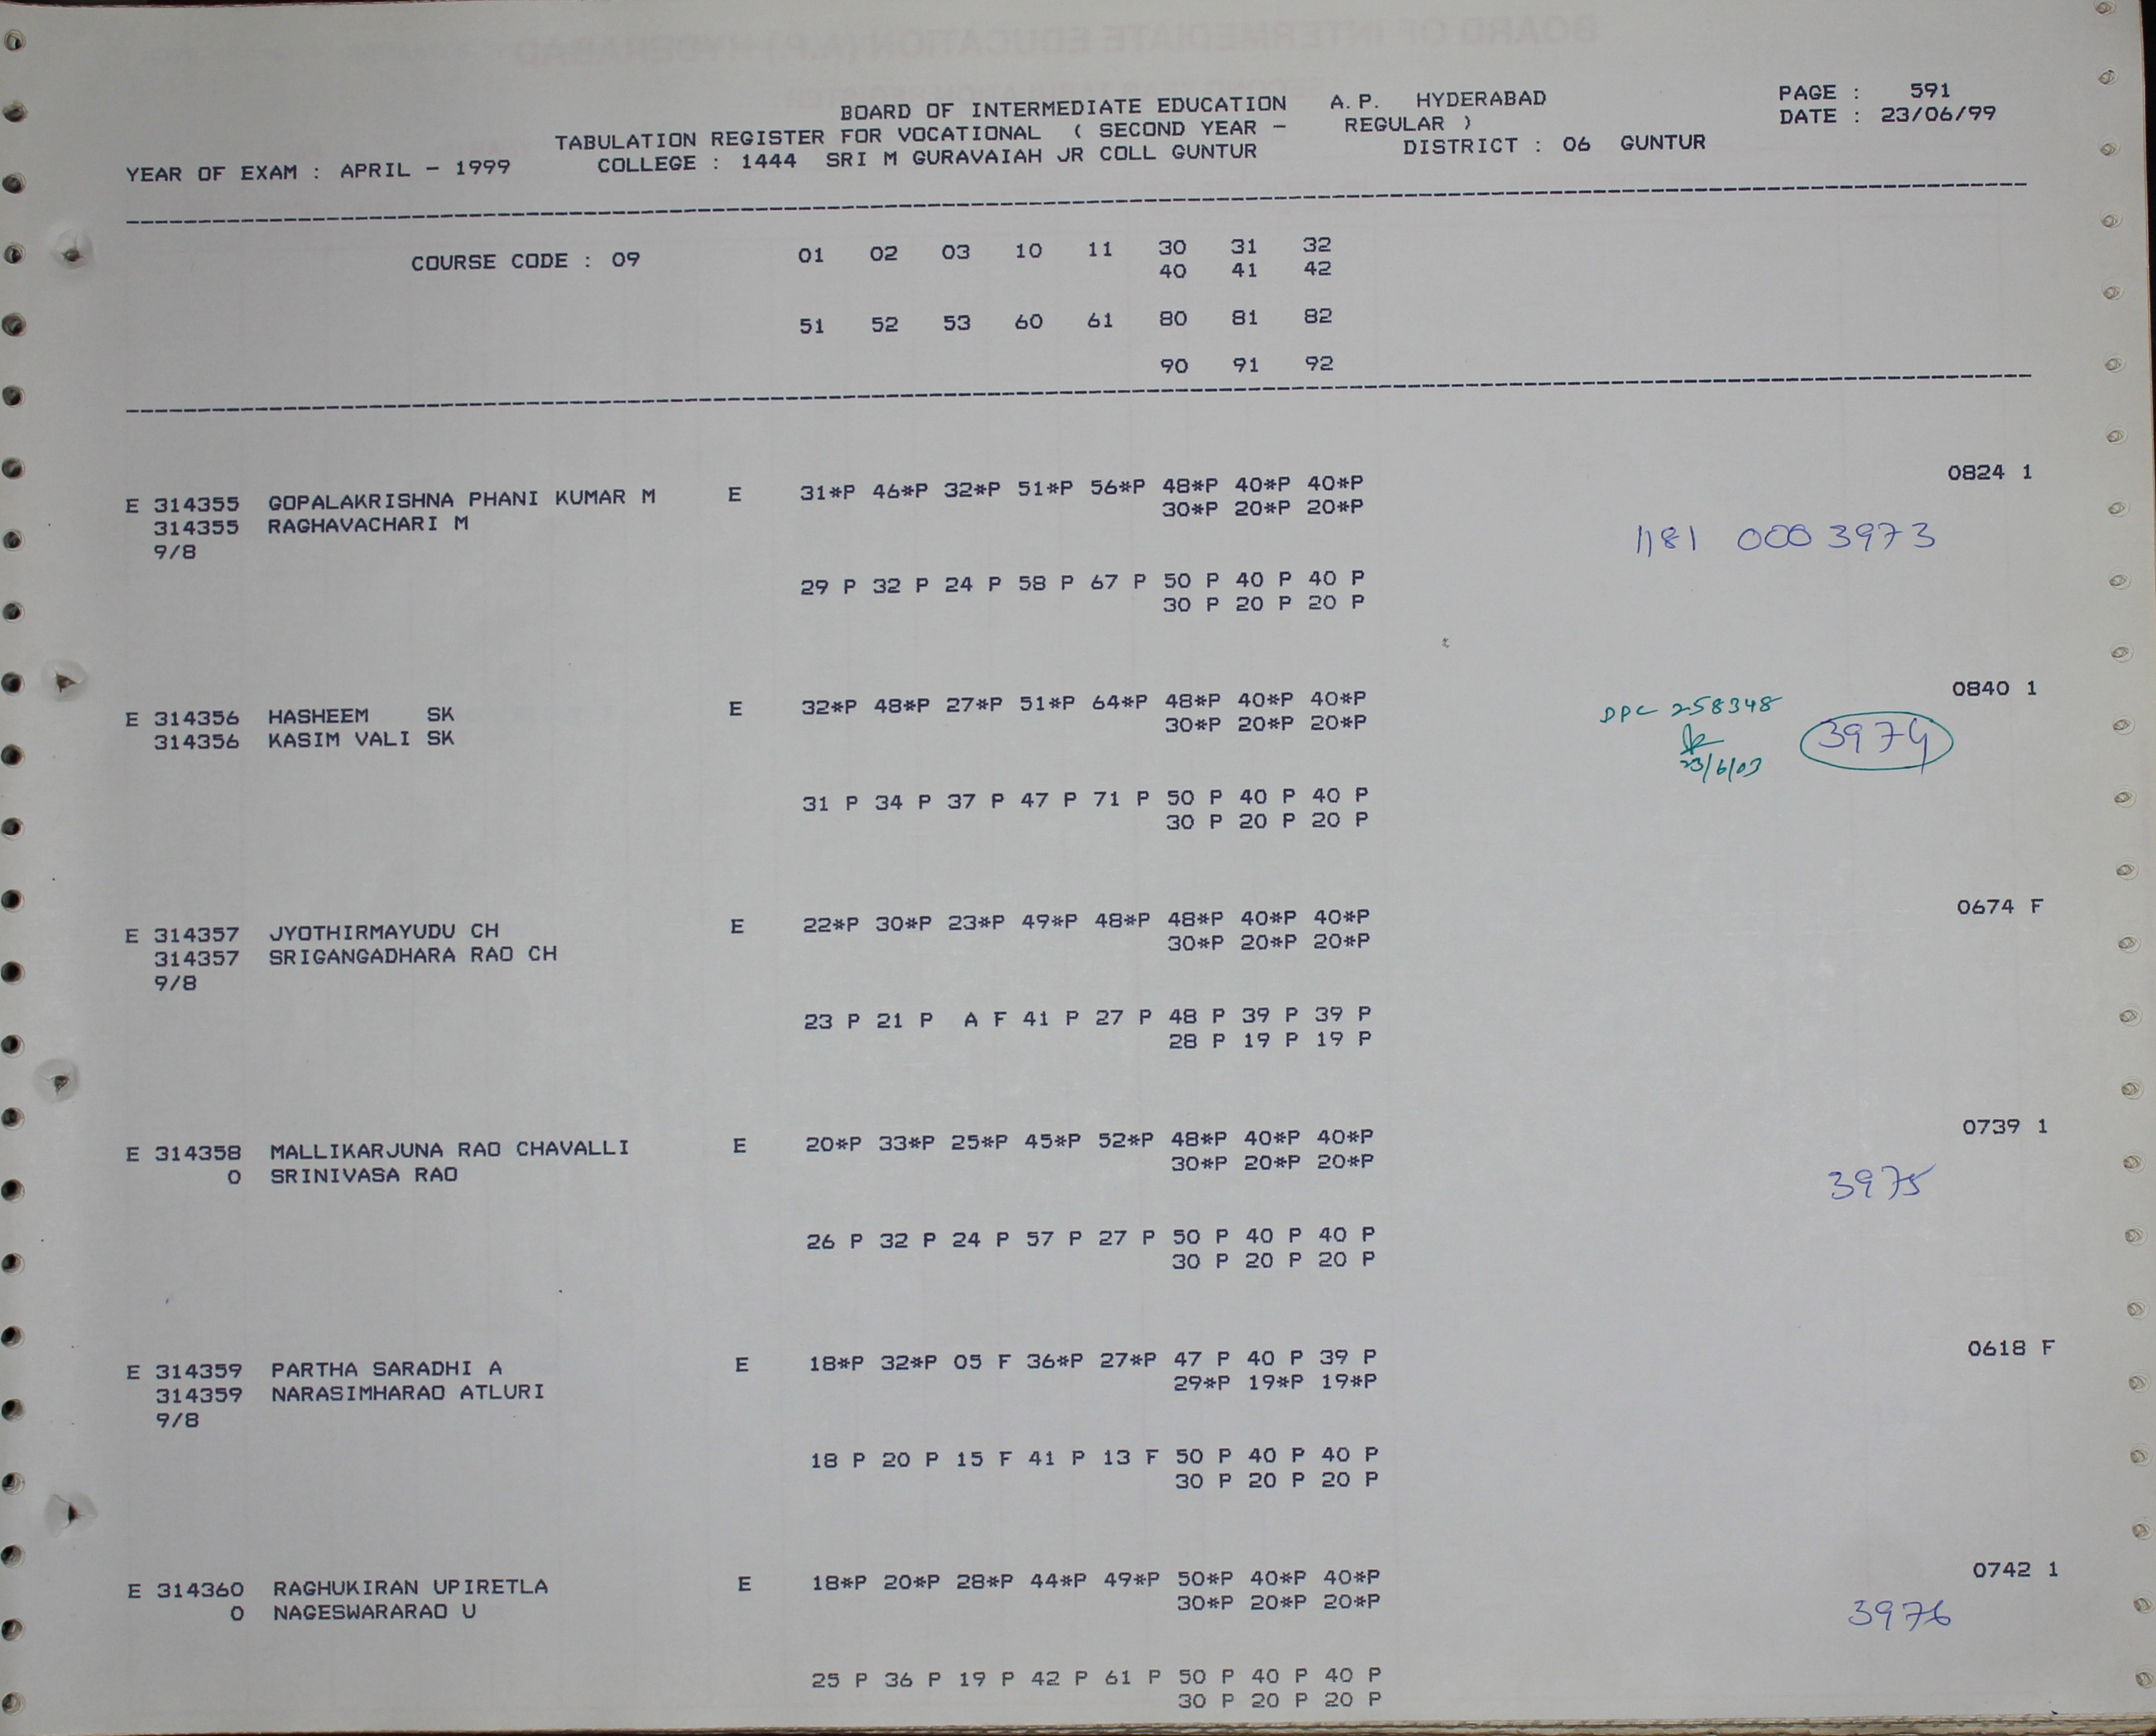 BOARD OF INTERMEDIATE EDUCATION A.P. HYDERABAD PAGE : 591
TABULATION REGISTER FOR VOCATIONAL ( SECOND YEAR - REGULAR ) DATE : 23/06/99
YEAR OF EXAM : APRIL - 1999 COLLEGE : 1444 SRI M GURAVAIAH JR COLL GUNTUR DISTRICT : 06 GUNTUR
COURSE CODE : 09 01 02 03 10 11 30 31 32
40 41 42
51 52 53 60 61 80 81 82
90 91 92
E 314355 GOPALAKRISHNA PHANI KUMAR M E 31*P 46*P 32*P 51*P 56*P 48*P 40*P 40*P 0824 1
314355 RAGHAVACHARI M 30*P 20*P 20*P
9/8 1181 000 3973
29 P 32 P 24 P 58 P 67 P 50 P 40 P 40 P
30 P 20 P 20 P
E 314356 HASHEEM SK E 32*P 48*P 27*P 51*P 64*P 48*P 40*P 40*P 0840 1
314356 KASIM VALI SK 30*P 20*P 20*P DPC 258348
3974
23/6/03
31 P 34 P 37 P 47 P 71 P 50 P 40 P 40 P
30 P 20 P 20 P
E 314357 JYOTHIRMAYUDU CH E 22*P 30*P 23*P 49*P 48*P 48*P 40*P 40*P 0674 F
314357 SRIGANGADHARA RAO CH 30*P 20*P 20*P
9/8
23 P 21 P A F 41 P 27 P 48 P 39 P 39 P
28 P 19 P 19 P
E 314358 MALLIKARJUNA RAO CHAVALLI E 20*P 33*P 25*P 45*P 52*P 48*P 40*P 40*P 0739 1
0 SRINIVASA RAO 30*P 20*P 20*P 3975
26 P 32 P 24 P 57 P 27 P 50 P 40 P 40 P
30 P 20 P 20 P
E 314359 PARTHA SARADHI A E 18*P 32*P 05 F 36*P 27*P 47 P 40 P 39 P 0618 F
314359 NARASIMHARAO ATLURI 29*P 19*P 19*P
9/8
18 P 20 P 15 F 41 P 13 F 50 P 40 P 40 P
30 P 20 P 20 P
E 314360 RAGHUKIRAN UPIRETLA E 18*P 20*P 28*P 44*P 49*P 50*P 40*P 40*P 0742 1
0 NAGESWARARAO U 30*P 20*P 20*P 3976
25 P 36 P 19 P 42 P 61 P 50 P 40 P 40 P
30 P 20 P 20 P